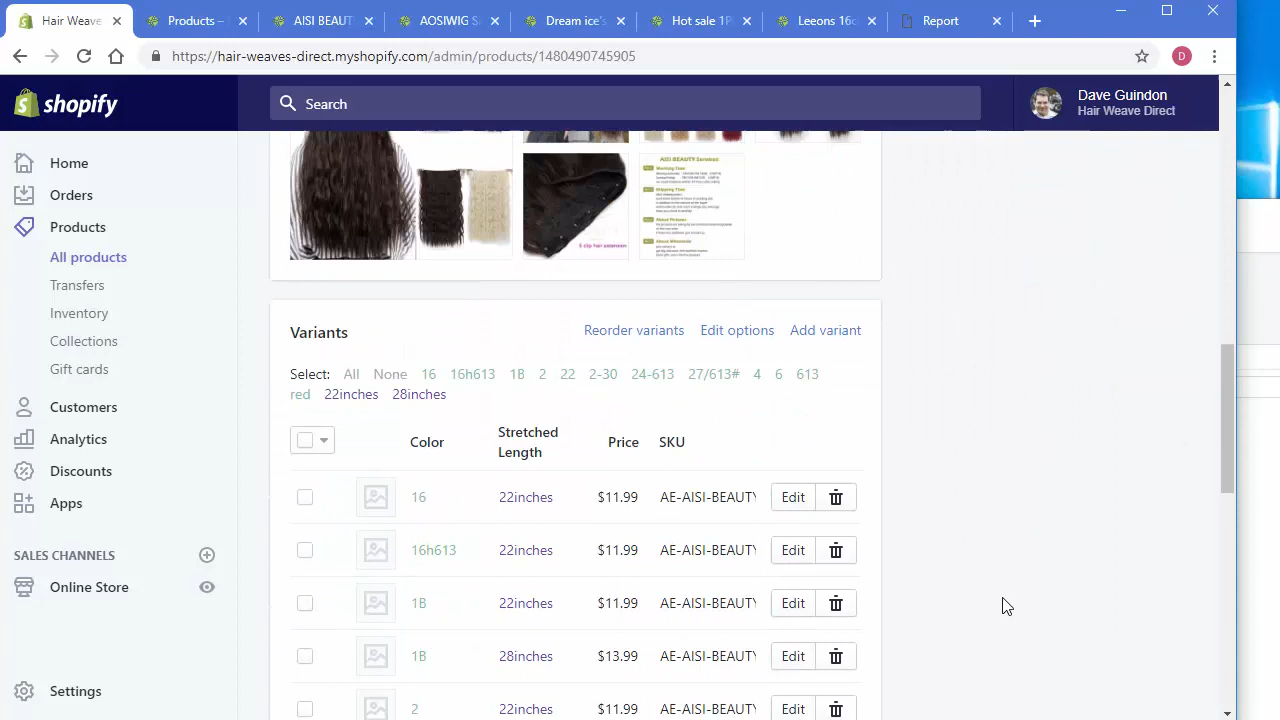 Hair Weaves
Products –
AISI BEAUT
AOSIWIG S
Dream ice's
Hot sale 1P
Leeons 16c
Report
https://hair-weaves-direct.myshopify.com/admin/products/1480490745905
D
shopify
Search
Dave Guindon
Hair Weave Direct
Home
Orders
Products
All products
Transfers
Inventory
Collections
Gift cards
Customers
Analytics
Discounts
Apps
SALES CHANNELS
Online Store
Settings
5 clip hair extension
Variants
Reorder variants Edit options Add variant
Select: All None 16 16h613 1B 2 22 2-30 24-613 27/613# 4 6 613
red 22inches 28inches
Color Stretched Length Price SKU
16 22inches $11.99 AE-AISI-BEAUTY Edit
16h613 22inches $11.99 AE-AISI-BEAUTY Edit
1B 22inches $11.99 AE-AISI-BEAUTY Edit
1B 28inches $13.99 AE-AISI-BEAUTY Edit
2 22inches $11.99 AE-AISI-BEAUTY Edit